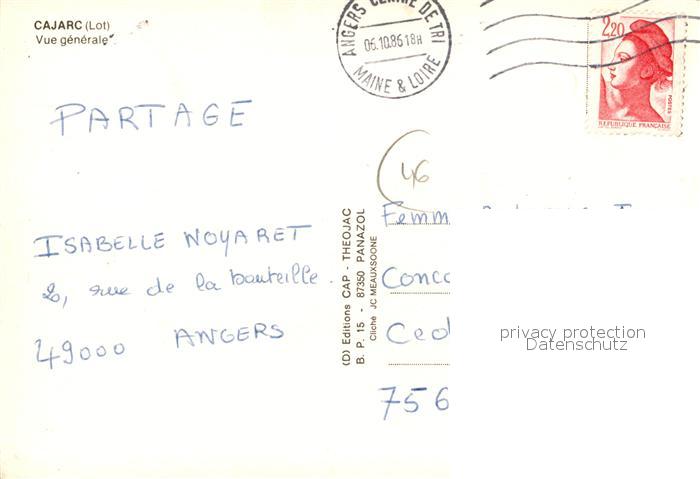 CAJARC (Lot)
Vue générale
ANGERS CENTRE DE TRI
06.10.86 18H
MAINE & LOIRE
2,20
POSTES
REPUBLIQUE FRANÇAISE
PARTAGE
46
ISABELLE NOYARET
rue de la bouteille
49000 ANGERS
(D) Editions CAP - THEOJAC
B. P. 15 - 87350 PANAZOL
Cliché JC MEAUXSOONE
Femm
Conc
Ced
756
privacy protection
Datenschutz